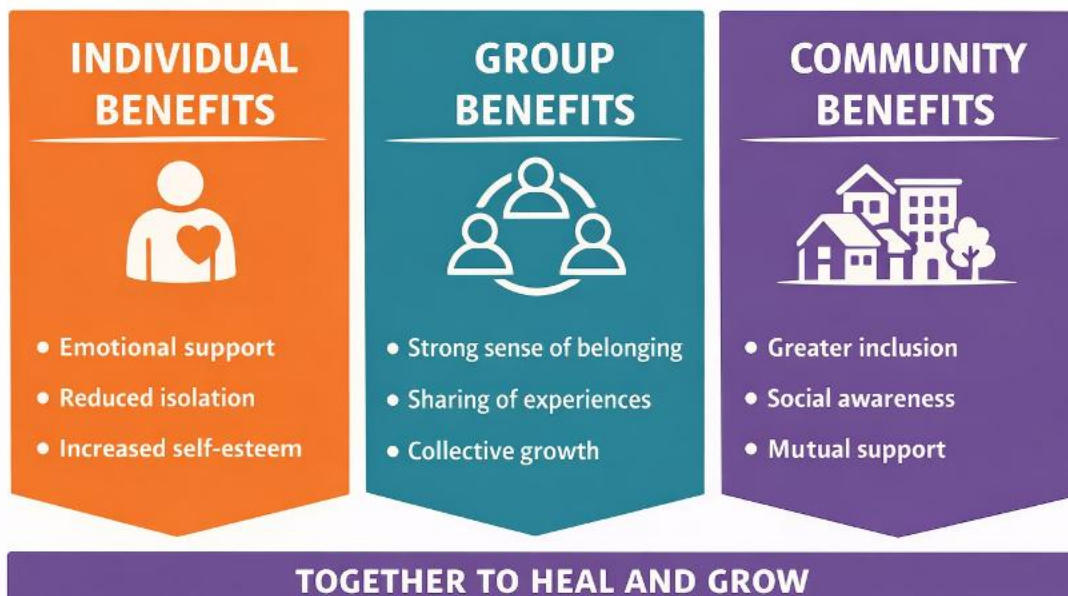 INDIVIDUAL
BENEFITS
• Emotional support
• Reduced isolation
• Increased self-esteem
GROUP
BENEFITS
• Strong sense of belonging
• Sharing of experiences
• Collective growth
COMMUNITY
BENEFITS
• Greater inclusion
• Social awareness
• Mutual support
TOGETHER TO HEAL AND GROW